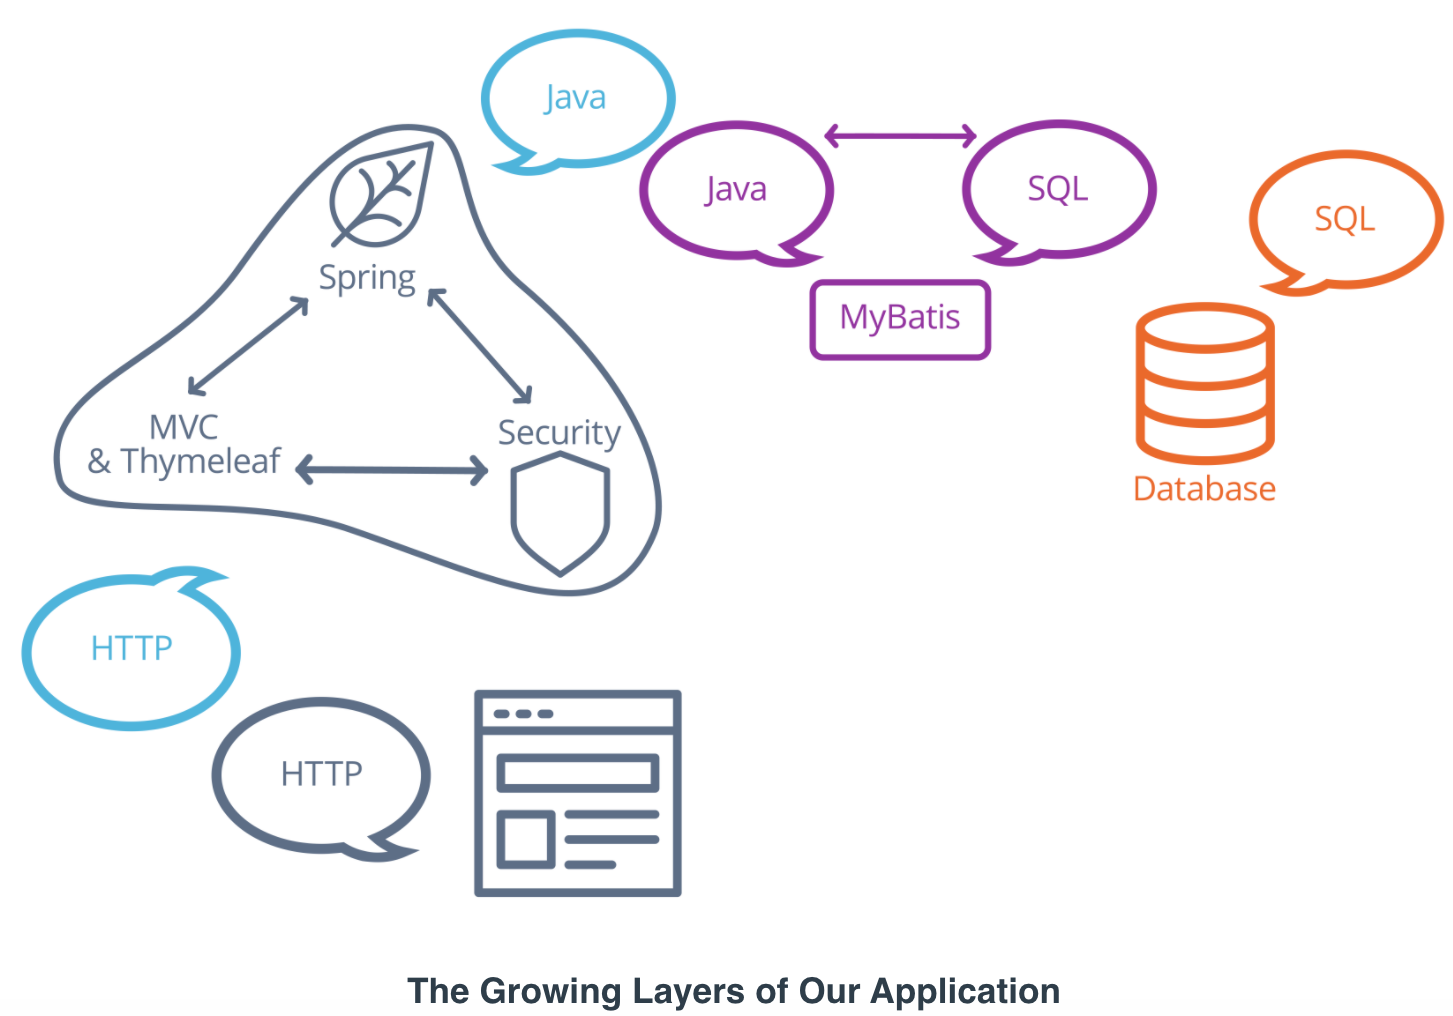 Java
Java
SQL
SQL
Spring
MyBatis
MVC
& Thymeleaf
Security
Database
HTTP
HTTP
The Growing Layers of Our Application